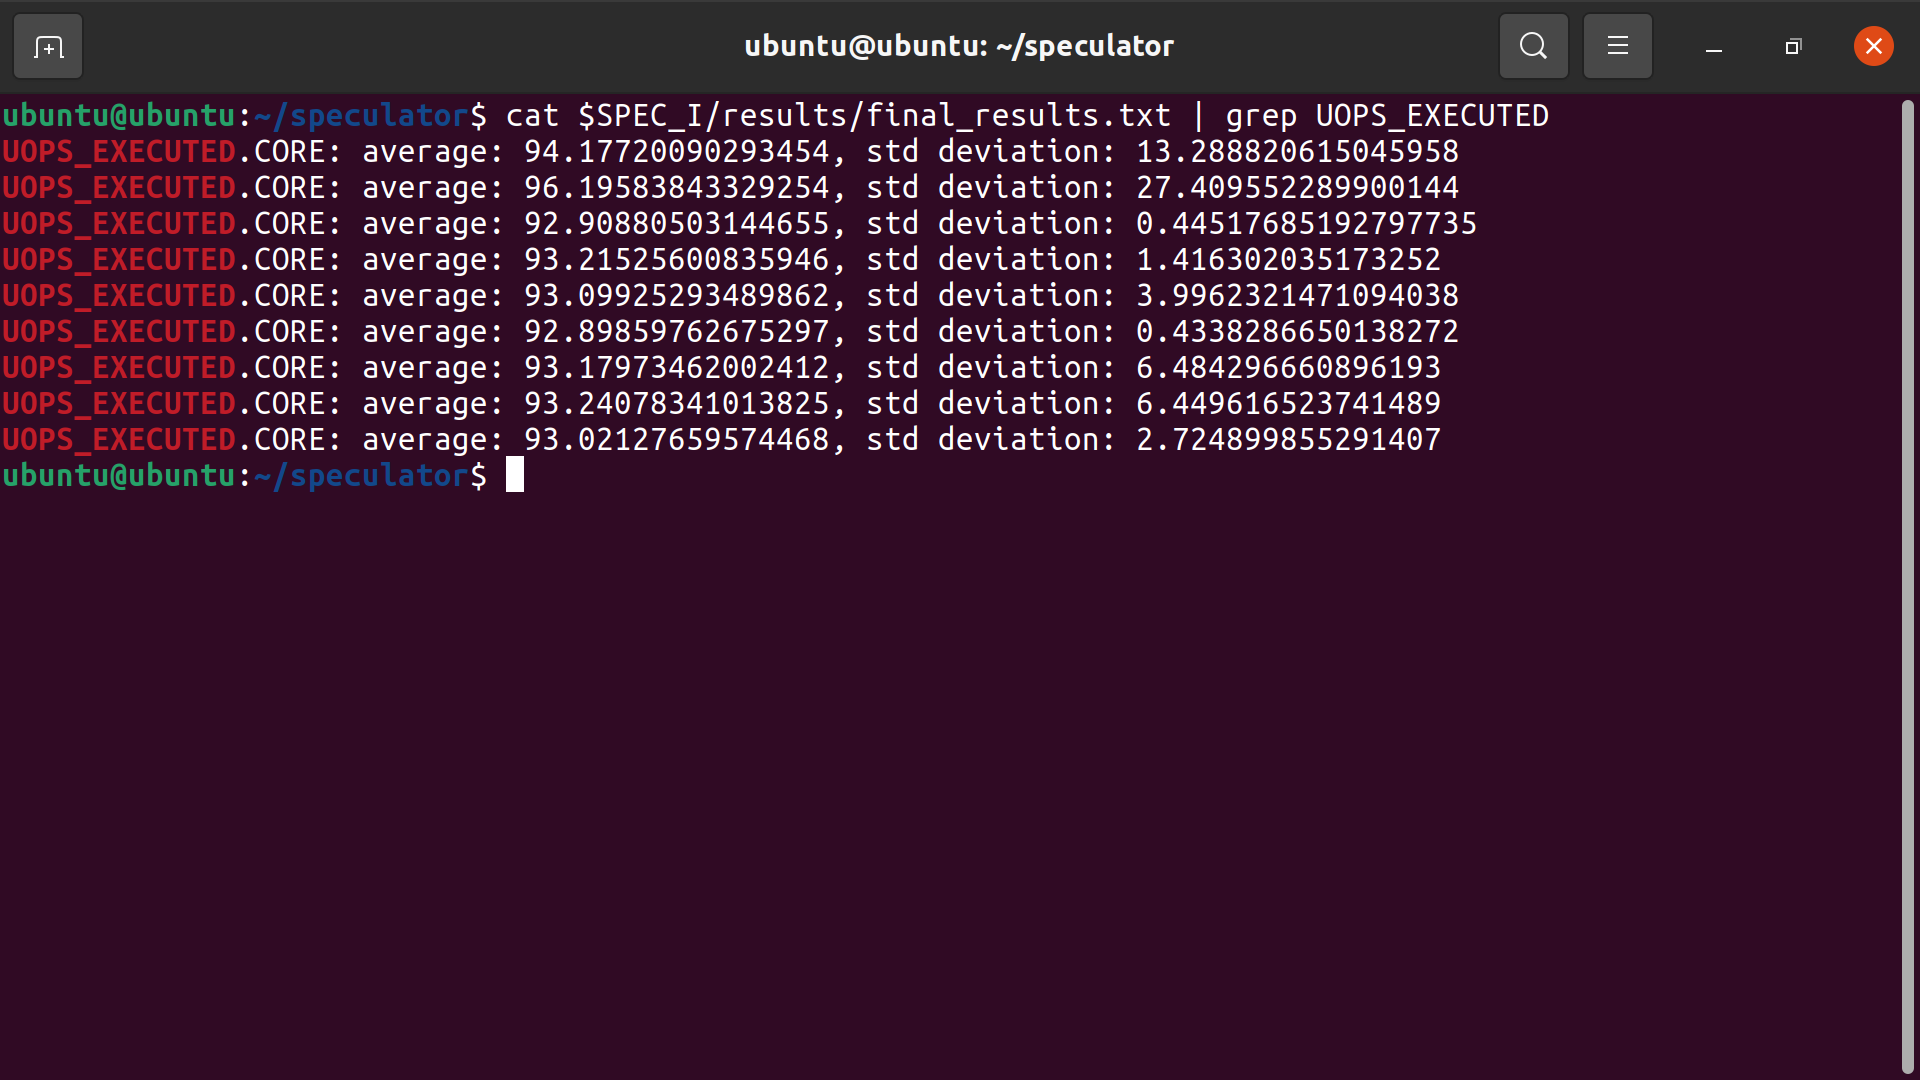 ubuntu@ubuntu: ~/speculator
ubuntu@ubuntu:~/speculator$ cat $SPEC_I/results/final_results.txt | grep UOPS_EXECUTED
UOPS_EXECUTED.CORE: average: 94.17720090293454, std deviation: 13.288820615045958
UOPS_EXECUTED.CORE: average: 96.19583843329254, std deviation: 27.409552289900144
UOPS_EXECUTED.CORE: average: 92.90880503144655, std deviation: 0.44517685192797735
UOPS_EXECUTED.CORE: average: 93.21525600835946, std deviation: 1.416302035173252
UOPS_EXECUTED.CORE: average: 93.09925293489862, std deviation: 3.9962321471094038
UOPS_EXECUTED.CORE: average: 92.89859762675297, std deviation: 0.4338286650138272
UOPS_EXECUTED.CORE: average: 93.17973462002412, std deviation: 6.484296660896193
UOPS_EXECUTED.CORE: average: 93.24078341013825, std deviation: 6.449616523741489
UOPS_EXECUTED.CORE: average: 93.02127659574468, std deviation: 2.724899855291407
ubuntu@ubuntu:~/speculator$